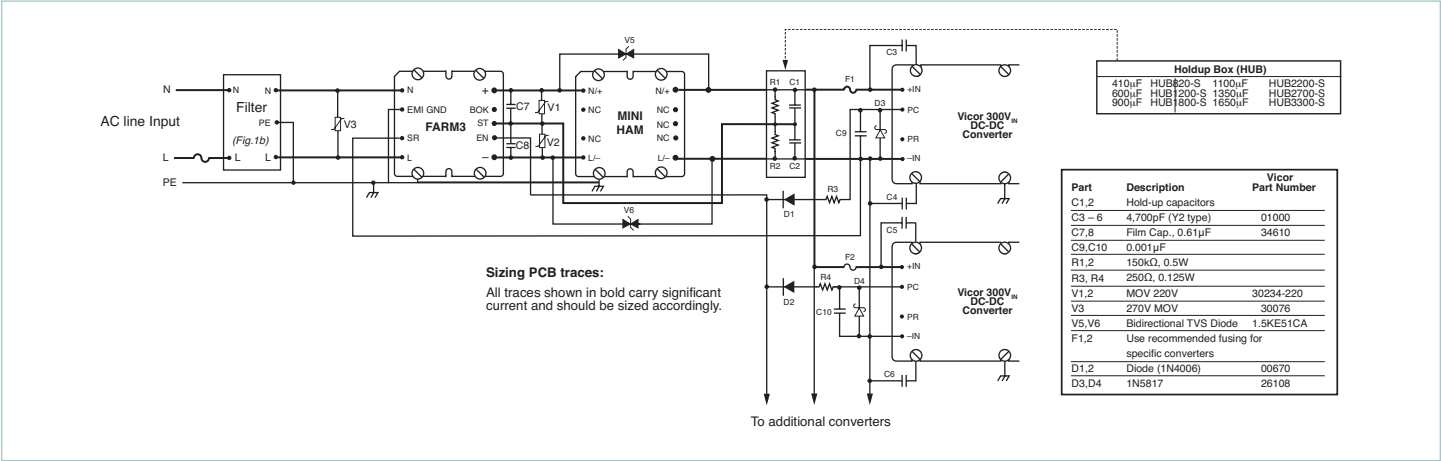 V5
C3
Holdup Box (HUB)
410μF HUB820-S 1100μF HUB2200-S
600μF HUB1200-S 1350μF HUB2700-S
900μF HUB1800-S 1650μF HUB3300-S
N
N
N
Filter
PE
(Fig.1b)
L
L
L
AC line Input
PE
V3
N
EMI GND
SR
L
FARM3
+
BOK
ST
EN
–
C7
C8
V1
V2
N/+
NC
NC
L/–
MINI
HAM
N/+
NC
NC
NC
L/–
R1
C1
R2
C2
F1
D3
C9
+IN
PC
PR
–IN
Vicor 300VIN
DC-DC
Converter
V6
D1
R3
C4
C5
F2
R4
D4
D2
C10
+IN
PC
PR
–IN
Vicor 300VIN
DC-DC
Converter
C6
Sizing PCB traces:
All traces shown in bold carry significant
current and should be sized accordingly.
To additional converters
Part Description Vicor Part Number
C1,2 Hold-up capacitors
C3 – 6 4,700pF (Y2 type) 01000
C7,8 Film Cap., 0.61μF 34610
C9,C10 0.001μF
R1,2 150kΩ, 0.5W
R3, R4 250Ω, 0.125W
V1,2 MOV 220V 30234-220
V3 270V MOV 30076
V5,V6 Bidirectional TVS Diode 1.5KE51CA
F1,2 Use recommended fusing for
specific converters
D1,2 Diode (1N4006) 00670
D3,D4 1N5817 26108